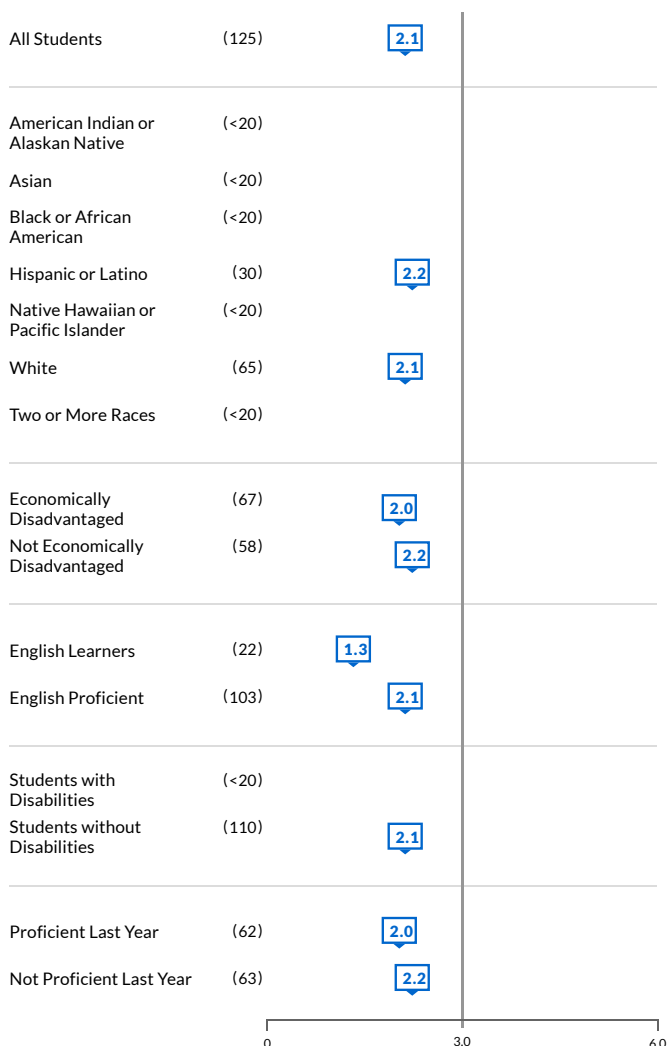 All Students (125) 2.1
American Indian or (<20)
Alaskan Native
Asian (<20)
Black or African (<20)
American
Hispanic or Latino (30) 2.2
Native Hawaiian or (<20)
Pacific Islander
White (65) 2.1
Two or More Races (<20)
Economically (67) 2.0
Disadvantaged
Not Economically (58) 2.2
Disadvantaged
English Learners (22) 1.3
English Proficient (103) 2.1
Students with (<20)
Disabilities
Students without (110) 2.1
Disabilities
Proficient Last Year (62) 2.0
Not Proficient Last Year (63) 2.2
0 3.0 6.0